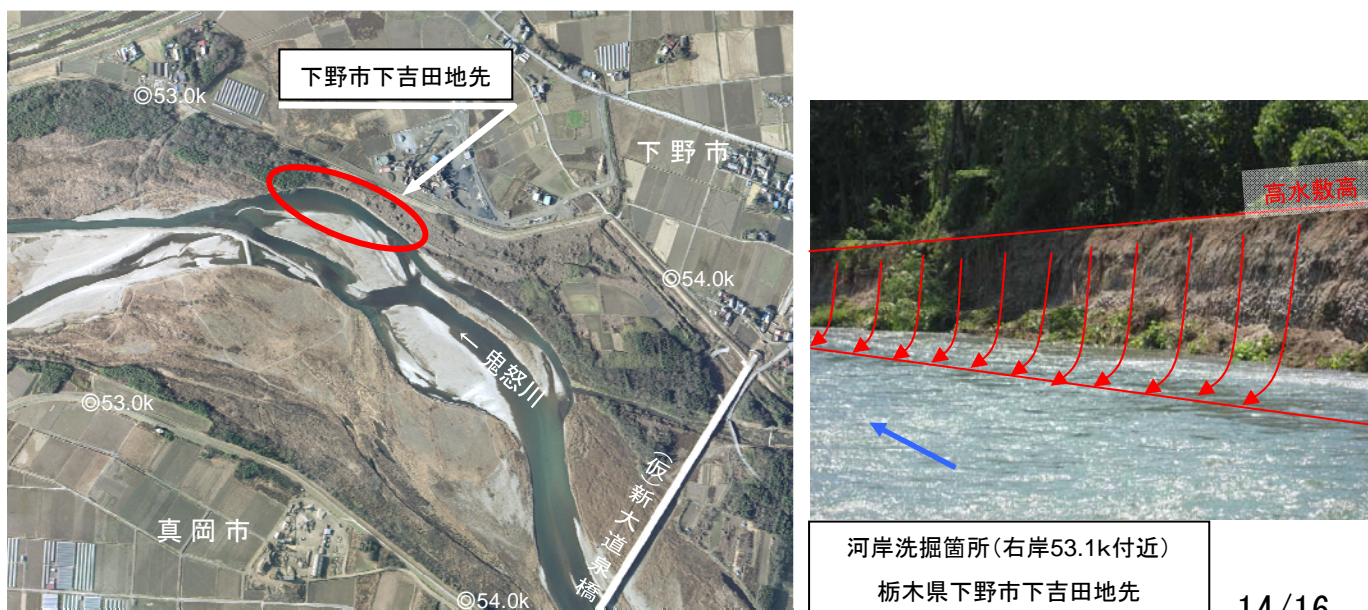 下野市下吉田地先
◎53.0k
下野市
◎54.0k
← 鬼怒川
◎53.0k
(仮)新大道泉橋
真岡市
◎54.0k
高水敷高
河岸洗掘箇所(右岸53.1k付近)
栃木県下野市下吉田地先
14/16